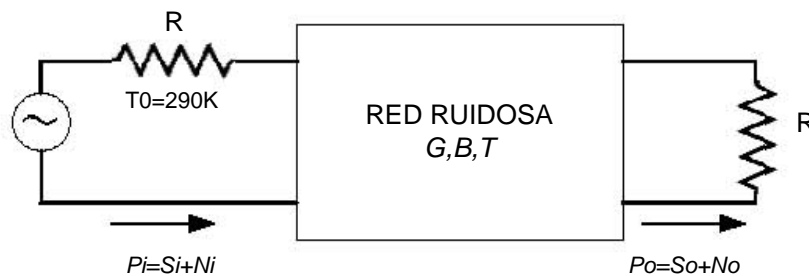 R
T0=290K
RED RUIDOSA
G,B,T
R
Pi=Si+Ni
Po=So+No